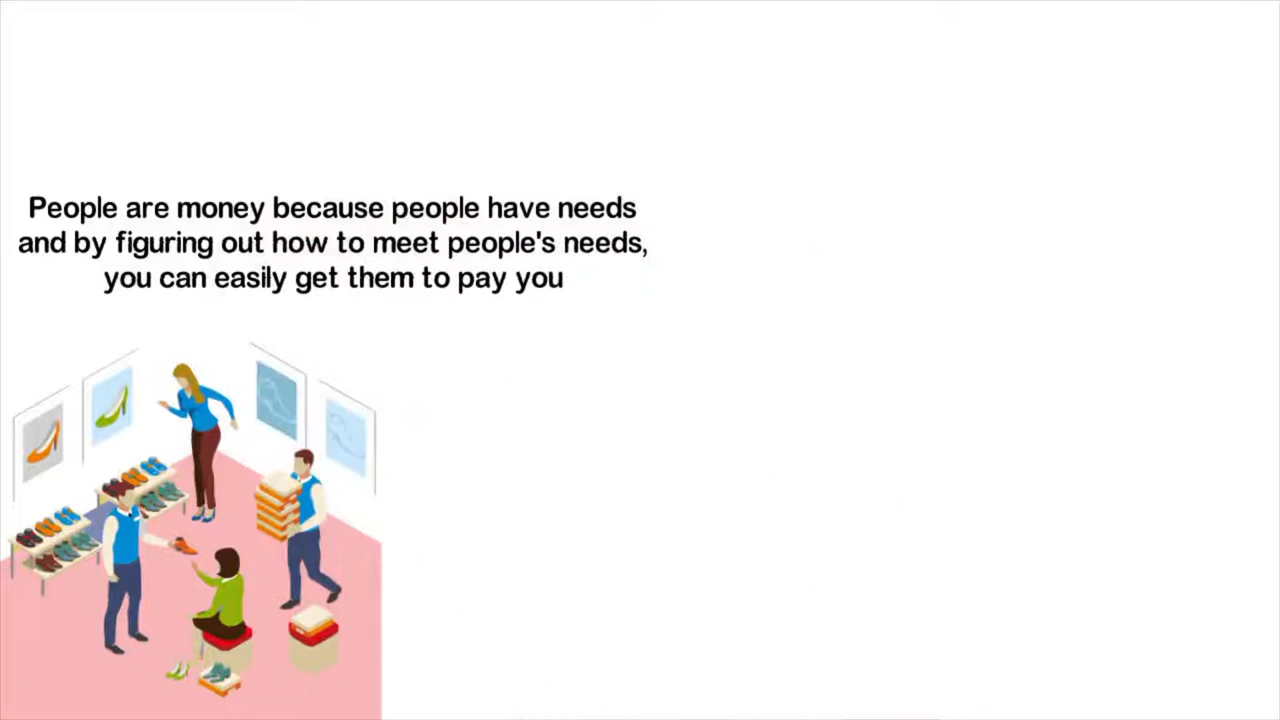 People are money because people have needs
and by figuring out how to meet people's needs,
you can easily get them to pay you